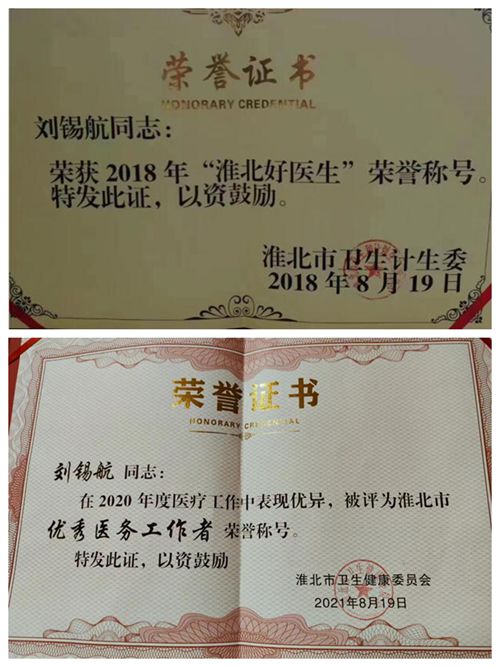 荣誉证书
HONORARY CREDENTIAL
刘锡航同志：
荣获2018年“淮北好医生”荣誉称号。
特发此证，以资鼓励。
淮北市卫生计生委
2018年8月19日
荣誉证书
HONORARY CREDENTIAL
刘锡航 同志：
在2020年度医疗工作中表现优异，被评为淮北市
优秀医务工作者 荣誉称号。
特发此证，以资鼓励
淮北市卫生健康委员会
2021年8月19日